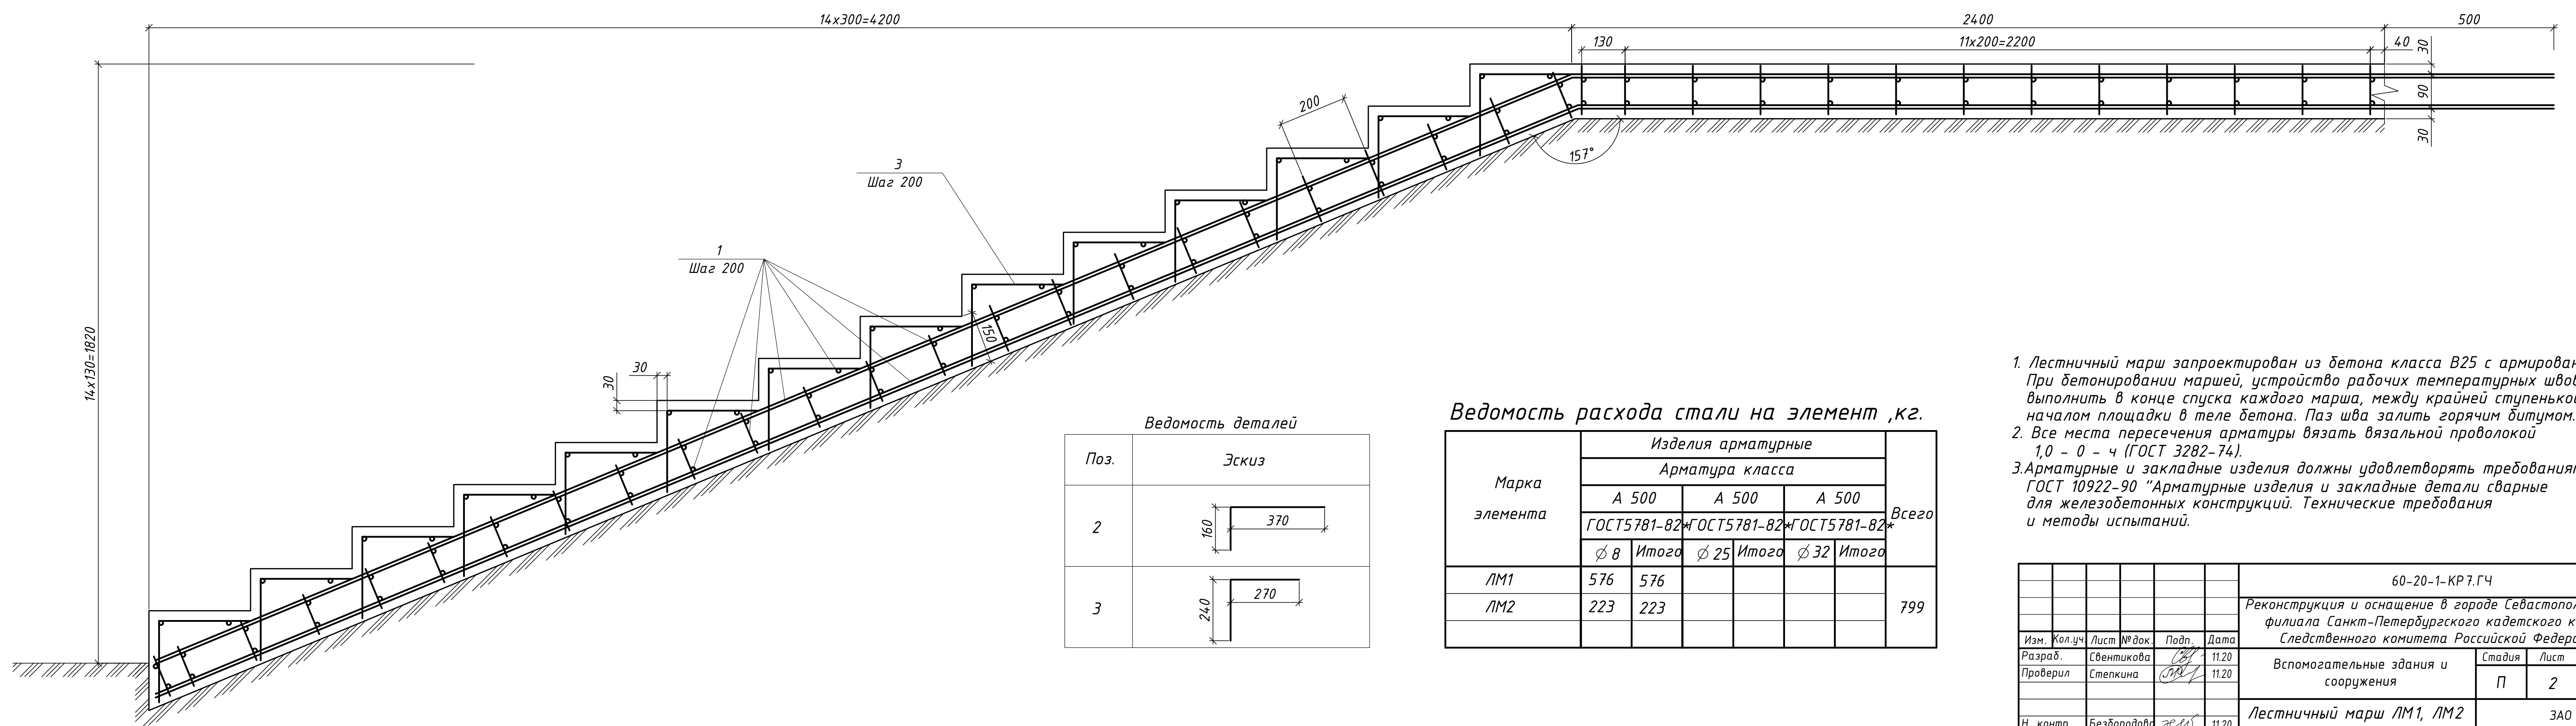 14х300=4200
2400
500
130
11х200=2200
40
30
90
30
157°
200
3
Шаг 200
1
Шаг 200
150
30
30
14х130=1820
Ведомость деталей
Поз.
Эскиз
2
160
370
3
240
270
Ведомость расхода стали на элемент ,кг.
Марка
элемента
Изделия арматурные
Всего
Арматура класса
А 500 А 500 А 500
ГОСТ5781-82* ГОСТ5781-82* ГОСТ5781-82*
∅ 8 Итого ∅ 25 Итого ∅ 32 Итого
ЛМ1 576 576
ЛМ2 223 223
799
1. Лестничный марш запроектирован из бетона класса В25 с
При бетонировании маршей, устройство рабочих температурных
выполнить в конце спуска каждого марша, между крайней
началом площадки в теле бетона. Паз шва залить горячим битумом.
2. Все места пересечения арматуры вязать вязальной проволокой
1,0 - 0 - ч (ГОСТ 3282-74).
3.Арматурные и закладные изделия должны удовлетворять
ГОСТ 10922-90 "Арматурные изделия и закладные детали сварные
для железобетонных конструкций. Технические требования
и методы испытаний.
60-20-1-КР7.ГЧ
Реконструкция и оснащение в городе
филиала Санкт-Петербургского кадетского
Следственного комитета Российской
Изм. Кол.уч. Лист №док. Подп. Дата
Разраб. Свентикова 11.20
Проверил Степкина 11.20
Вспомогательные здания и
сооружения
Стадия Лист
П 2
Н. контр. Безбородова 11.20
Лестничный марш ЛМ1, ЛМ2
ЗАО